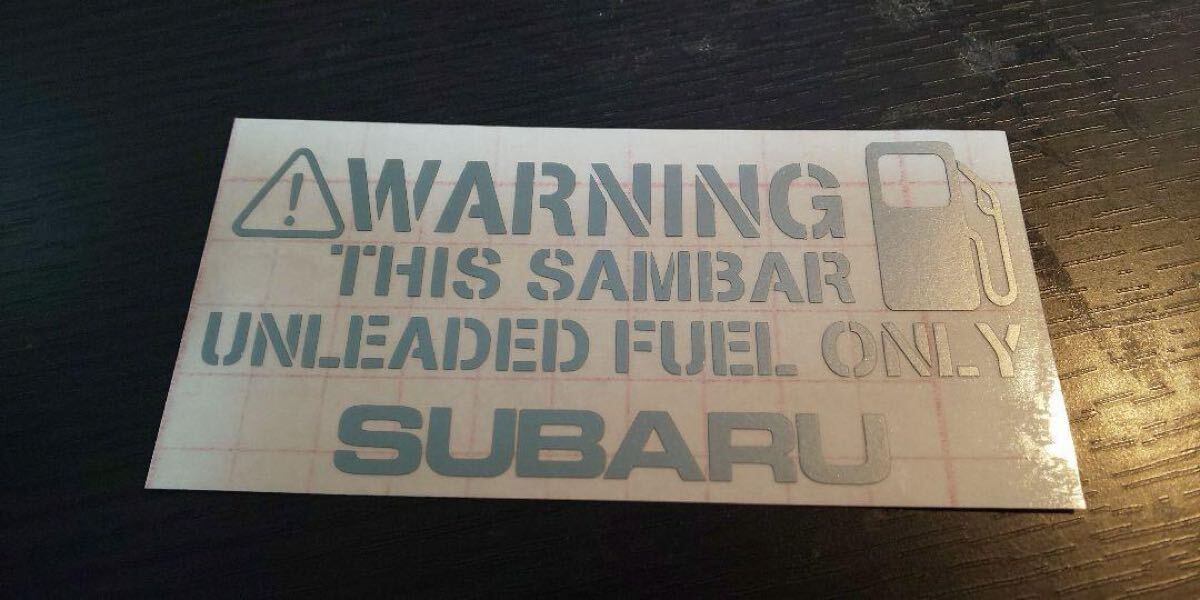 WARNING
THIS SAMBAR
UNLEADED FUEL ONLY
SUBARU